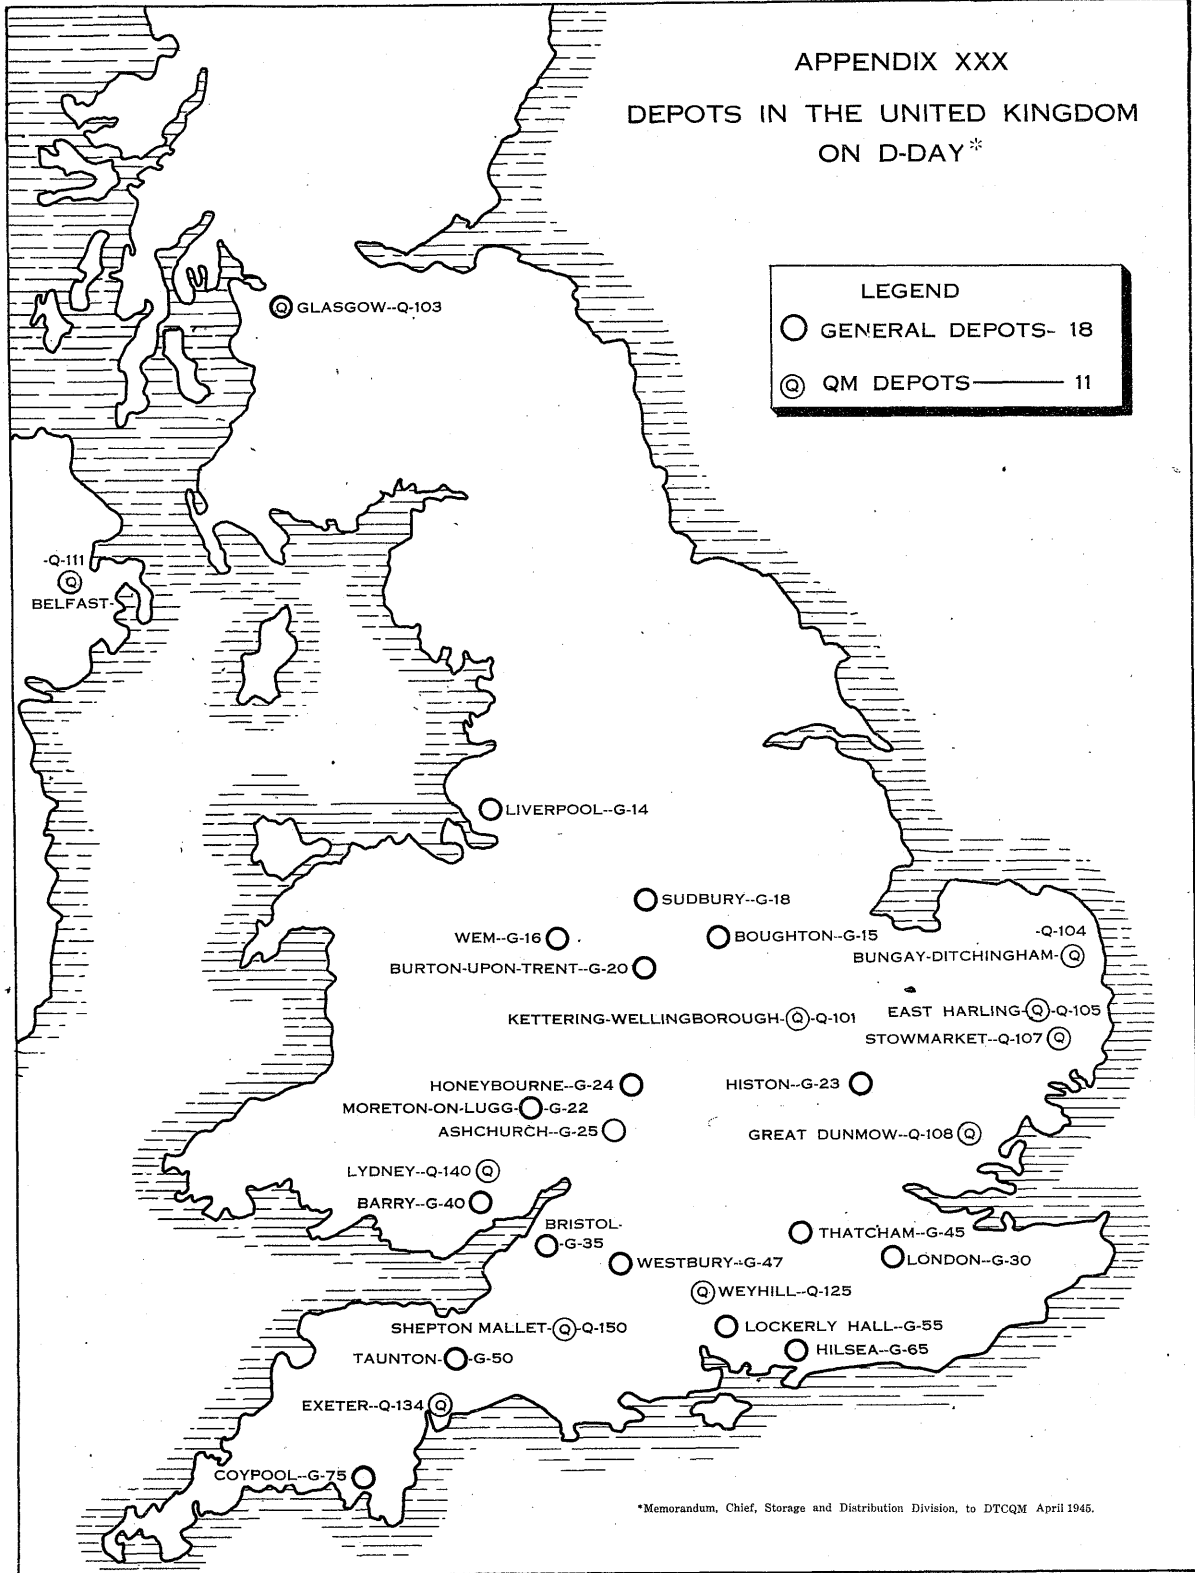 APPENDIX XXX
DEPOTS IN THE UNITED KINGDOM
ON D-DAY*
LEGEND
GENERAL DEPOTS- 18
Q QM DEPOTS 11
Q GLASGOW--Q-103
-Q-111
Q
BELFAST-
LIVERPOOL--G-14
SUDBURY--G-18
WEM--G-16
BOUGHTON--G-15
-Q-104
BUNGAY-DITCHINGHAM- Q
BURTON-UPON-TRENT--G-20
KETTERING-WELLINGBOROUGH- Q -Q-101
EAST HARLING- Q -Q-105
STOWMARKET--Q-107 Q
HONEYBOURNE--G-24
HISTON--G-23
MORETON-ON-LUGG- -G-22
ASHCHURCH--G-25
GREAT DUNMOW--Q-108 Q
LYDNEY--Q-140 Q
BARRY--G-40
BRISTOL-
-G-35
THATCHAM--G-45
WESTBURY--G-47
LONDON--G-30
Q WEYHILL--Q-125
SHEPTON MALLET- Q -Q-150
LOCKERLY HALL--G-55
TAUNTON- -G-50
HILSEA--G-65
EXETER--Q-134 Q
COYPOOL--G-75
*Memorandum, Chief, Storage and Distribution Division, to DTCQM April 1945.